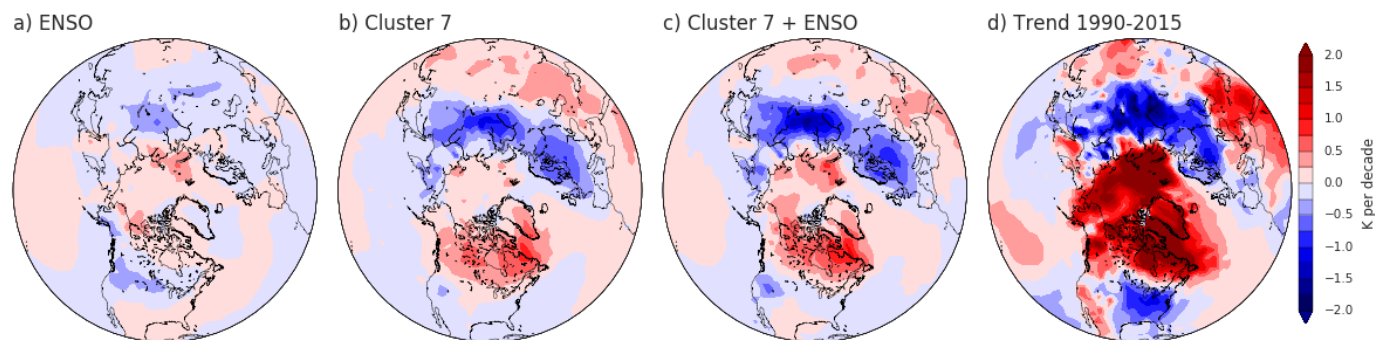 a) ENSO
b) Cluster 7
c) Cluster 7 + ENSO
d) Trend 1990-2015
2.0
1.5
1.0
0.5
0.0
−0.5
−1.0
−1.5
−2.0
K per decade